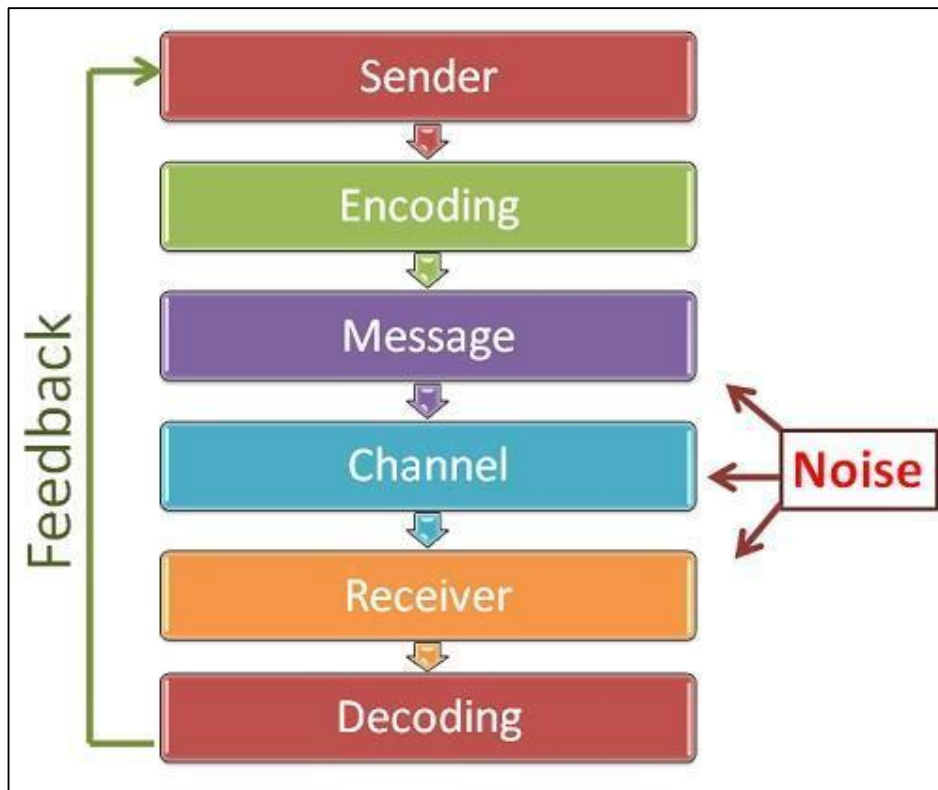 Sender
Encoding
Message
Channel
Receiver
Decoding
Feedback
Noise